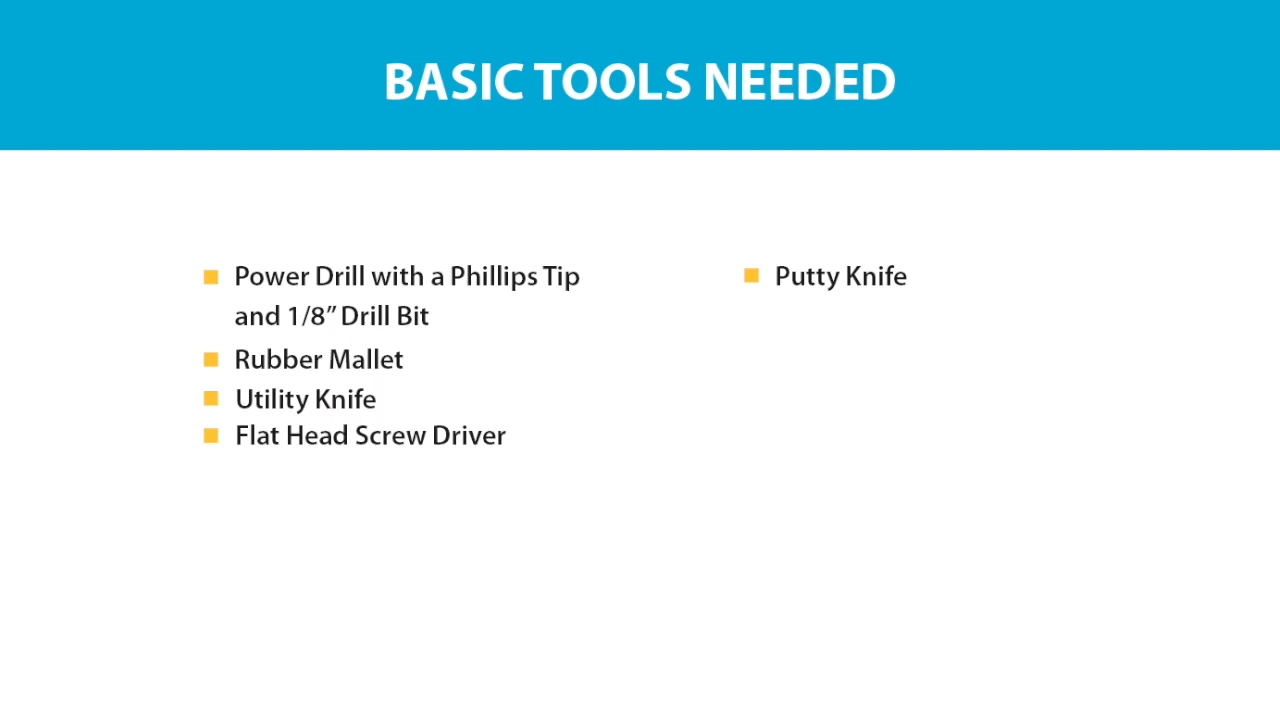 BASIC TOOLS NEEDED
Power Drill with a Phillips Tip
and 1/8” Drill Bit
Rubber Mallet
Utility Knife
Flat Head Screw Driver
Putty Knife